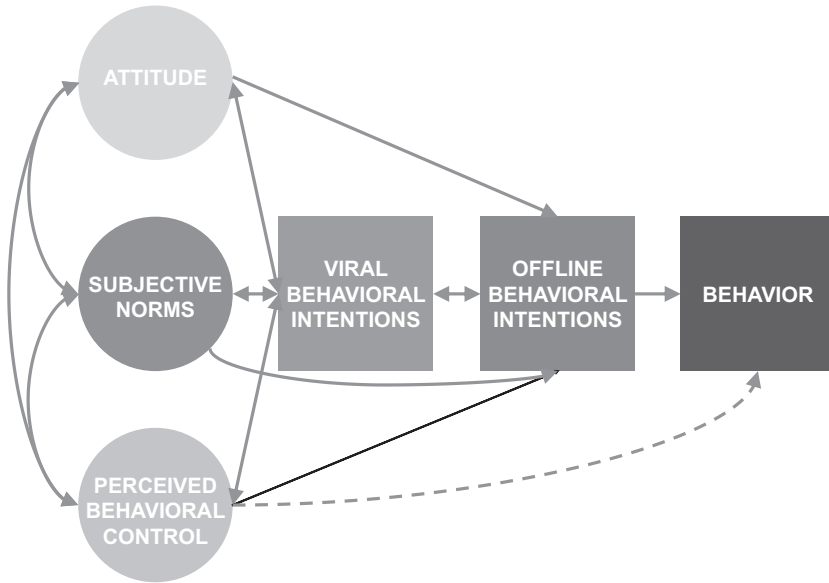 ATTITUDE
SUBJECTIVE
NORMS
VIRAL
BEHAVIORAL
INTENTIONS
OFFLINE
BEHAVIORAL
INTENTIONS
BEHAVIOR
PERCEIVED
BEHAVIORAL
CONTROL